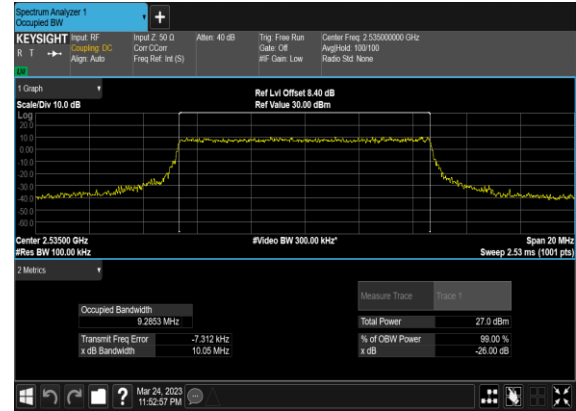 Spectrum Analyzer 1
Occupied BW
+
KEYSIGHT Input: RF Input Z: 50 Ω Atten: 40 dB Trig: Free Run Center Freq: 2.535000000 GHz
R T Coupling: DC Corr CCorr Gate: Off Avg|Hold: 100/100
Align: Auto Freq Ref: Int (S) #IF Gain: Low Radio Std: None
LV
1 Graph
Ref Lvl Offset 8.40 dB
Scale/Div 10.0 dB Ref Value 30.00 dBm
Log
20.0
10.0
0.00
-10.0
-20.0
-30.0
-40.0
-50.0
-60.0
Center 2.53500 GHz #Video BW 300.00 kHz* Span 20 MHz
#Res BW 100.00 kHz Sweep 2.53 ms (1001 pts)
2 Metrics
Measure Trace Trace 1
Occupied Bandwidth
9.2853 MHz Total Power 27.0 dBm
Transmit Freq Error -7.312 kHz % of OBW Power 99.00 %
x dB Bandwidth 10.05 MHz x dB -26.00 dB
? Mar 24, 2023
11:52:57 PM